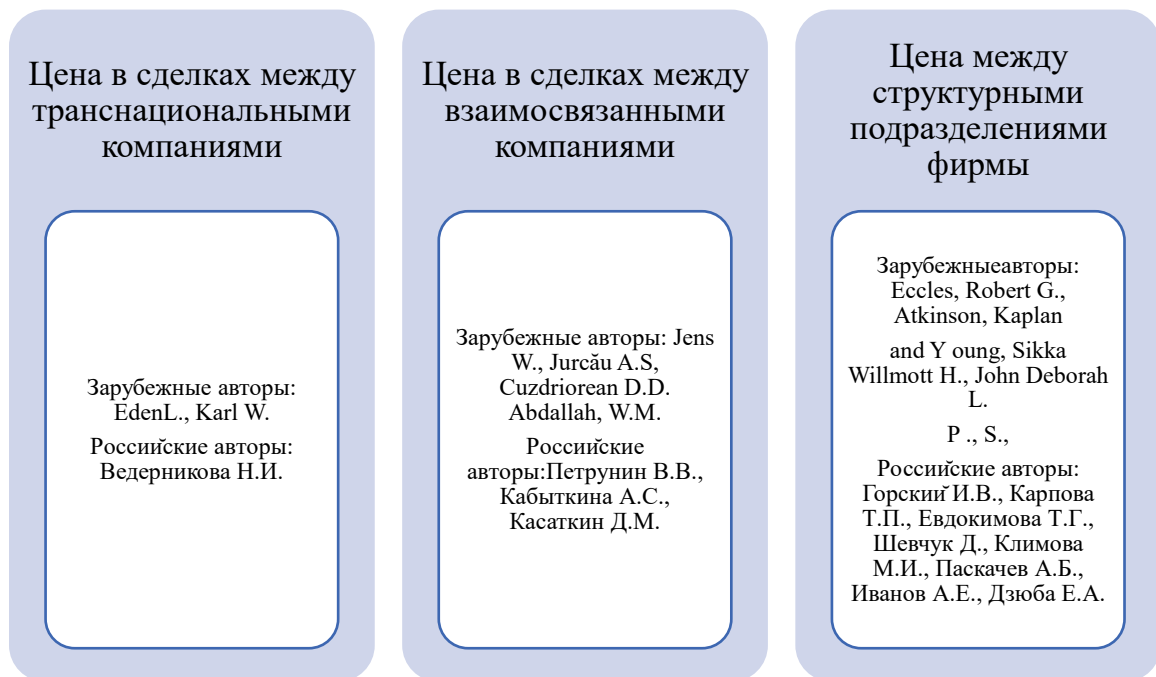 Цена в сделках между
транснациональными
компаниями
Зарубежные авторы:
EdenL., Karl W.
Российские авторы:
Ведерникова Н.И.
Цена в сделках между
взаимосвязанными
компаниями
Зарубежные авторы: Jens
W., Jurcău A.S,
Cuzdriorean D.D.
Abdallah, W.M.
Российские
авторы:Петрунин В.В.,
Кабыткина А.С.,
Касаткин Д.М.
Цена между
структурными
подразделениями
фирмы
Зарубежныеавторы:
Eccles, Robert G.,
Atkinson, Kaplan
and Y oung, Sikka
Willmott H., John Deborah
L.
P ., S.,
Российские авторы:
Горский И.В., Карпова
Т.П., Евдокимова Т.Г.,
Шевчук Д., Климова
М.И., Паскачев А.Б.,
Иванов А.Е., Дзюба Е.А.